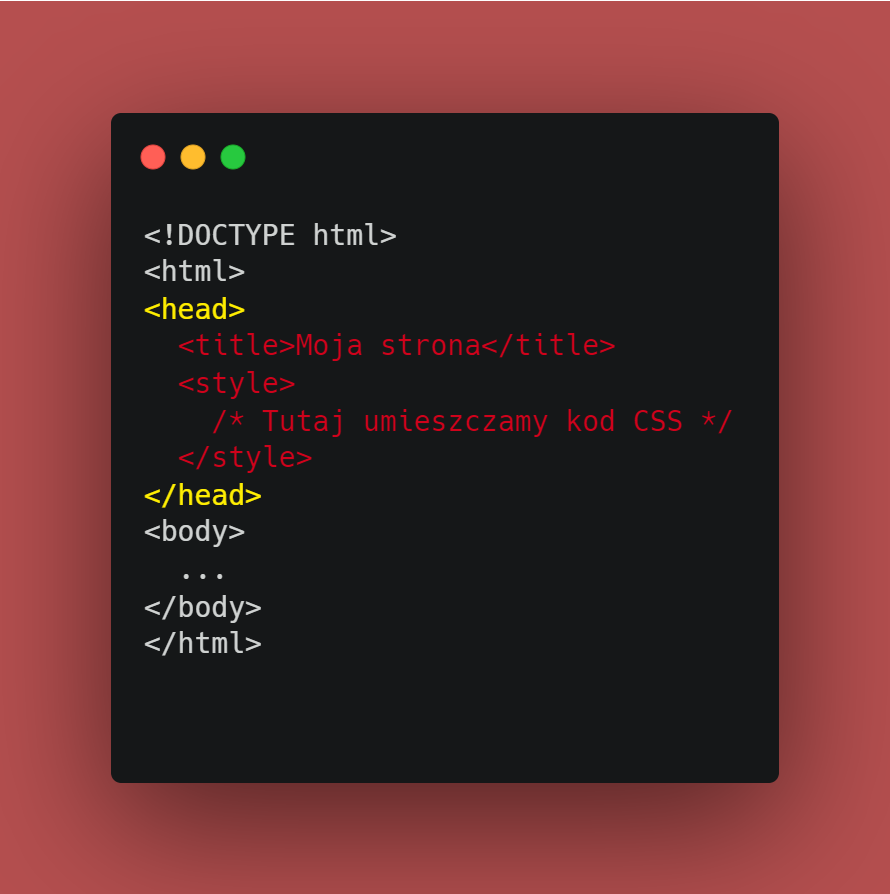 <!DOCTYPE html>
<html>
<head>
  <title>Moja strona</title>
  <style>
    /* Tutaj umieszczamy kod CSS */
  </style>
</head>
<body>
  ...
</body>
</html>